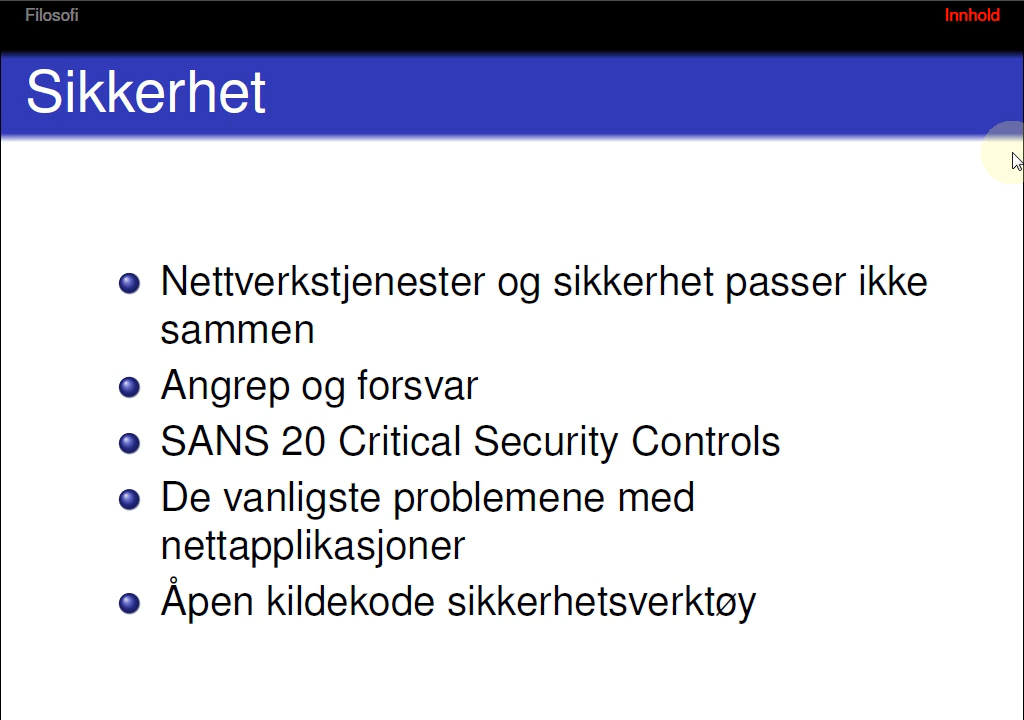 Filosofi
Innhold
Sikkerhet
Nettverkstjenester og sikkerhet passer ikke
sammen
Angrep og forsvar
SANS 20 Critical Security Controls
De vanligste problemene med
nettapplikasjoner
Åpen kildekode sikkerhetsverktøy